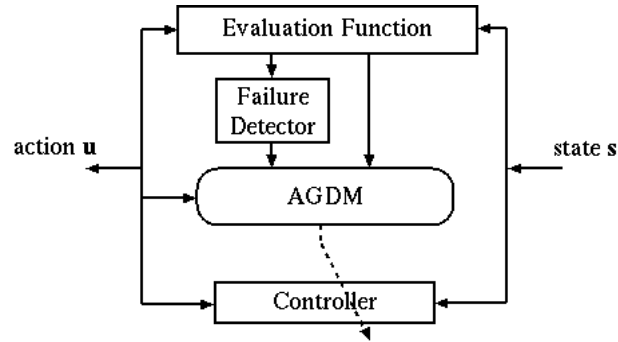 Evaluation Function
Failure
Detector
action u
state s
AGDM
Controller